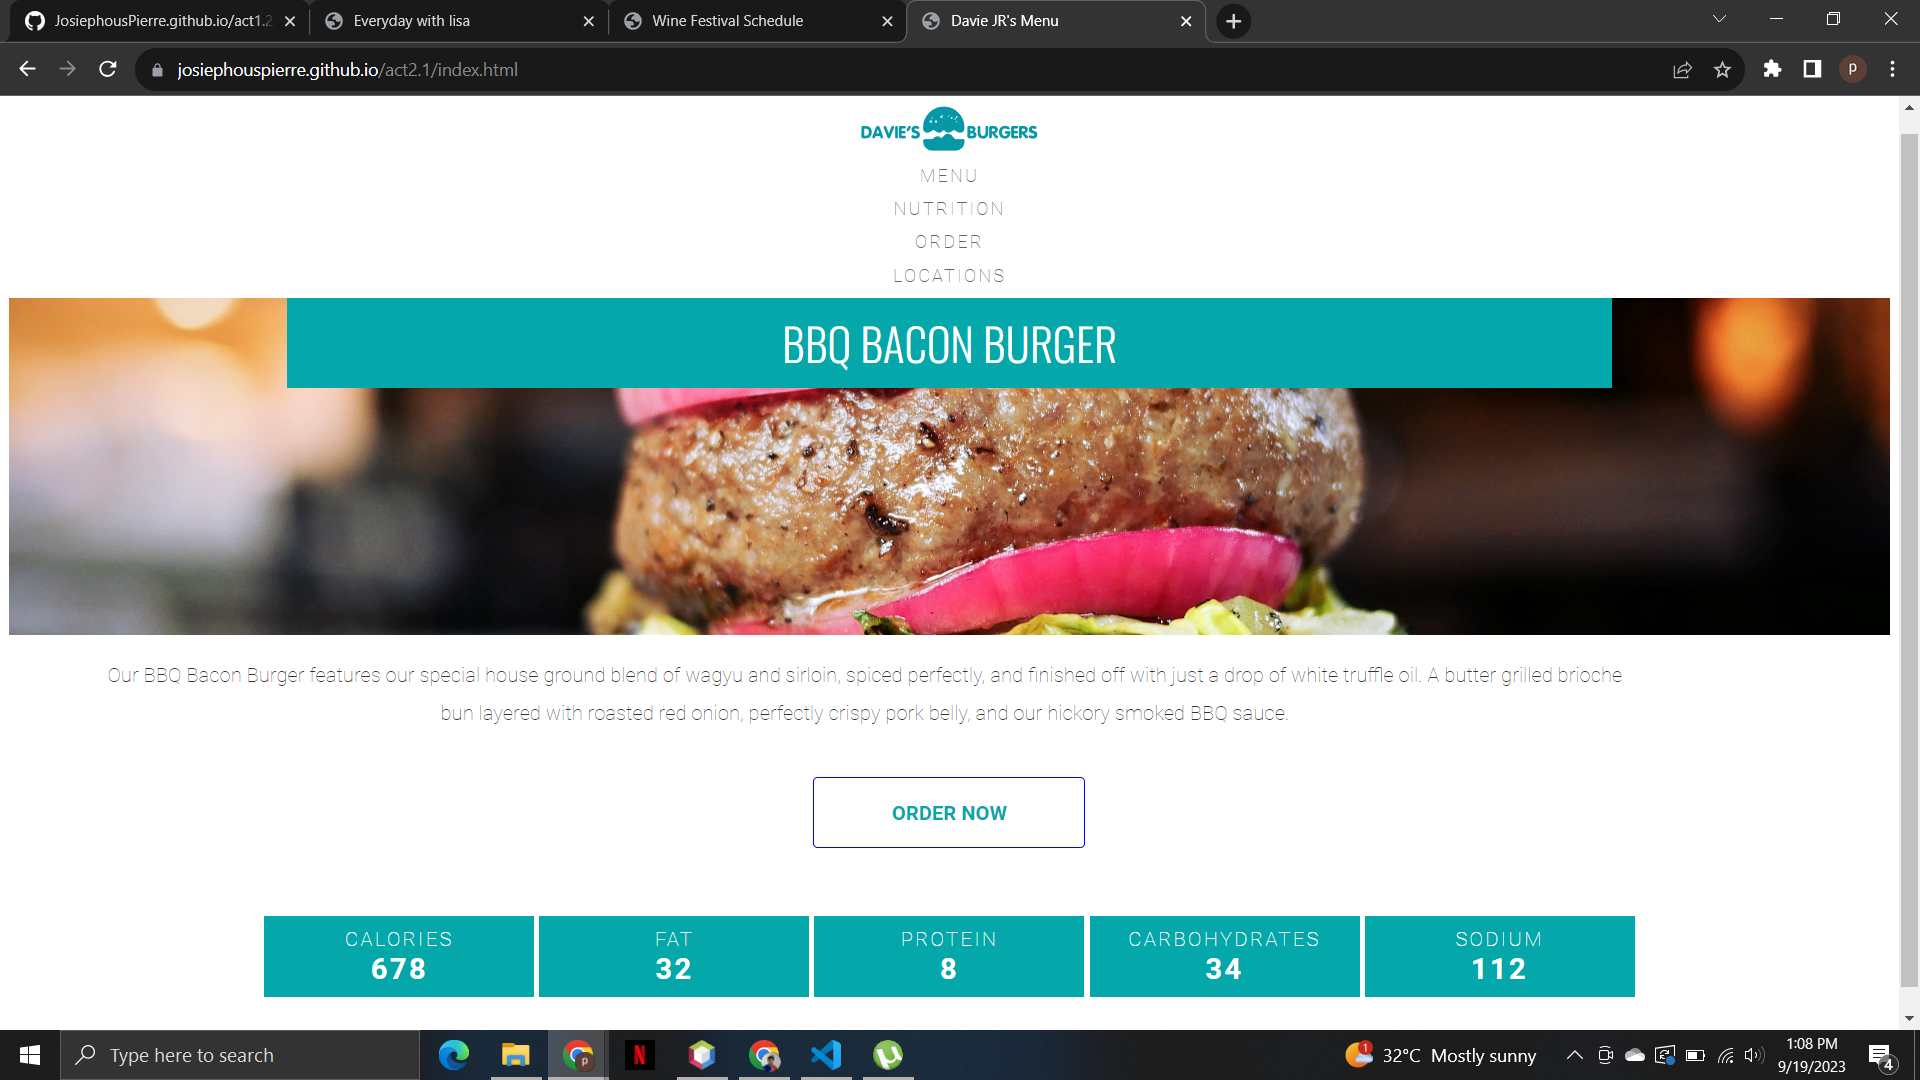 JosiephousPierre.github.io/act1.2
Everyday with lisa
Wine Festival Schedule
Davie JR's Menu
josiephouspierre.github.io/act2.1/index.html
p
DAVIE'S BURGERS
MENU
NUTRITION
ORDER
LOCATIONS
BBQ BACON BURGER
Our BBQ Bacon Burger features our special house ground blend of wagyu and sirloin, spiced perfectly, and finished off with just a drop of white truffle oil. A butter grilled brioche
bun layered with roasted red onion, perfectly crispy pork belly, and our hickory smoked BBQ sauce.
ORDER NOW
CALORIES FAT PROTEIN CARBOHYDRATES SODIUM
678 32 8 34 112
Type here to search
p
N
1
32°C Mostly sunny
1:08 PM
9/19/2023
4